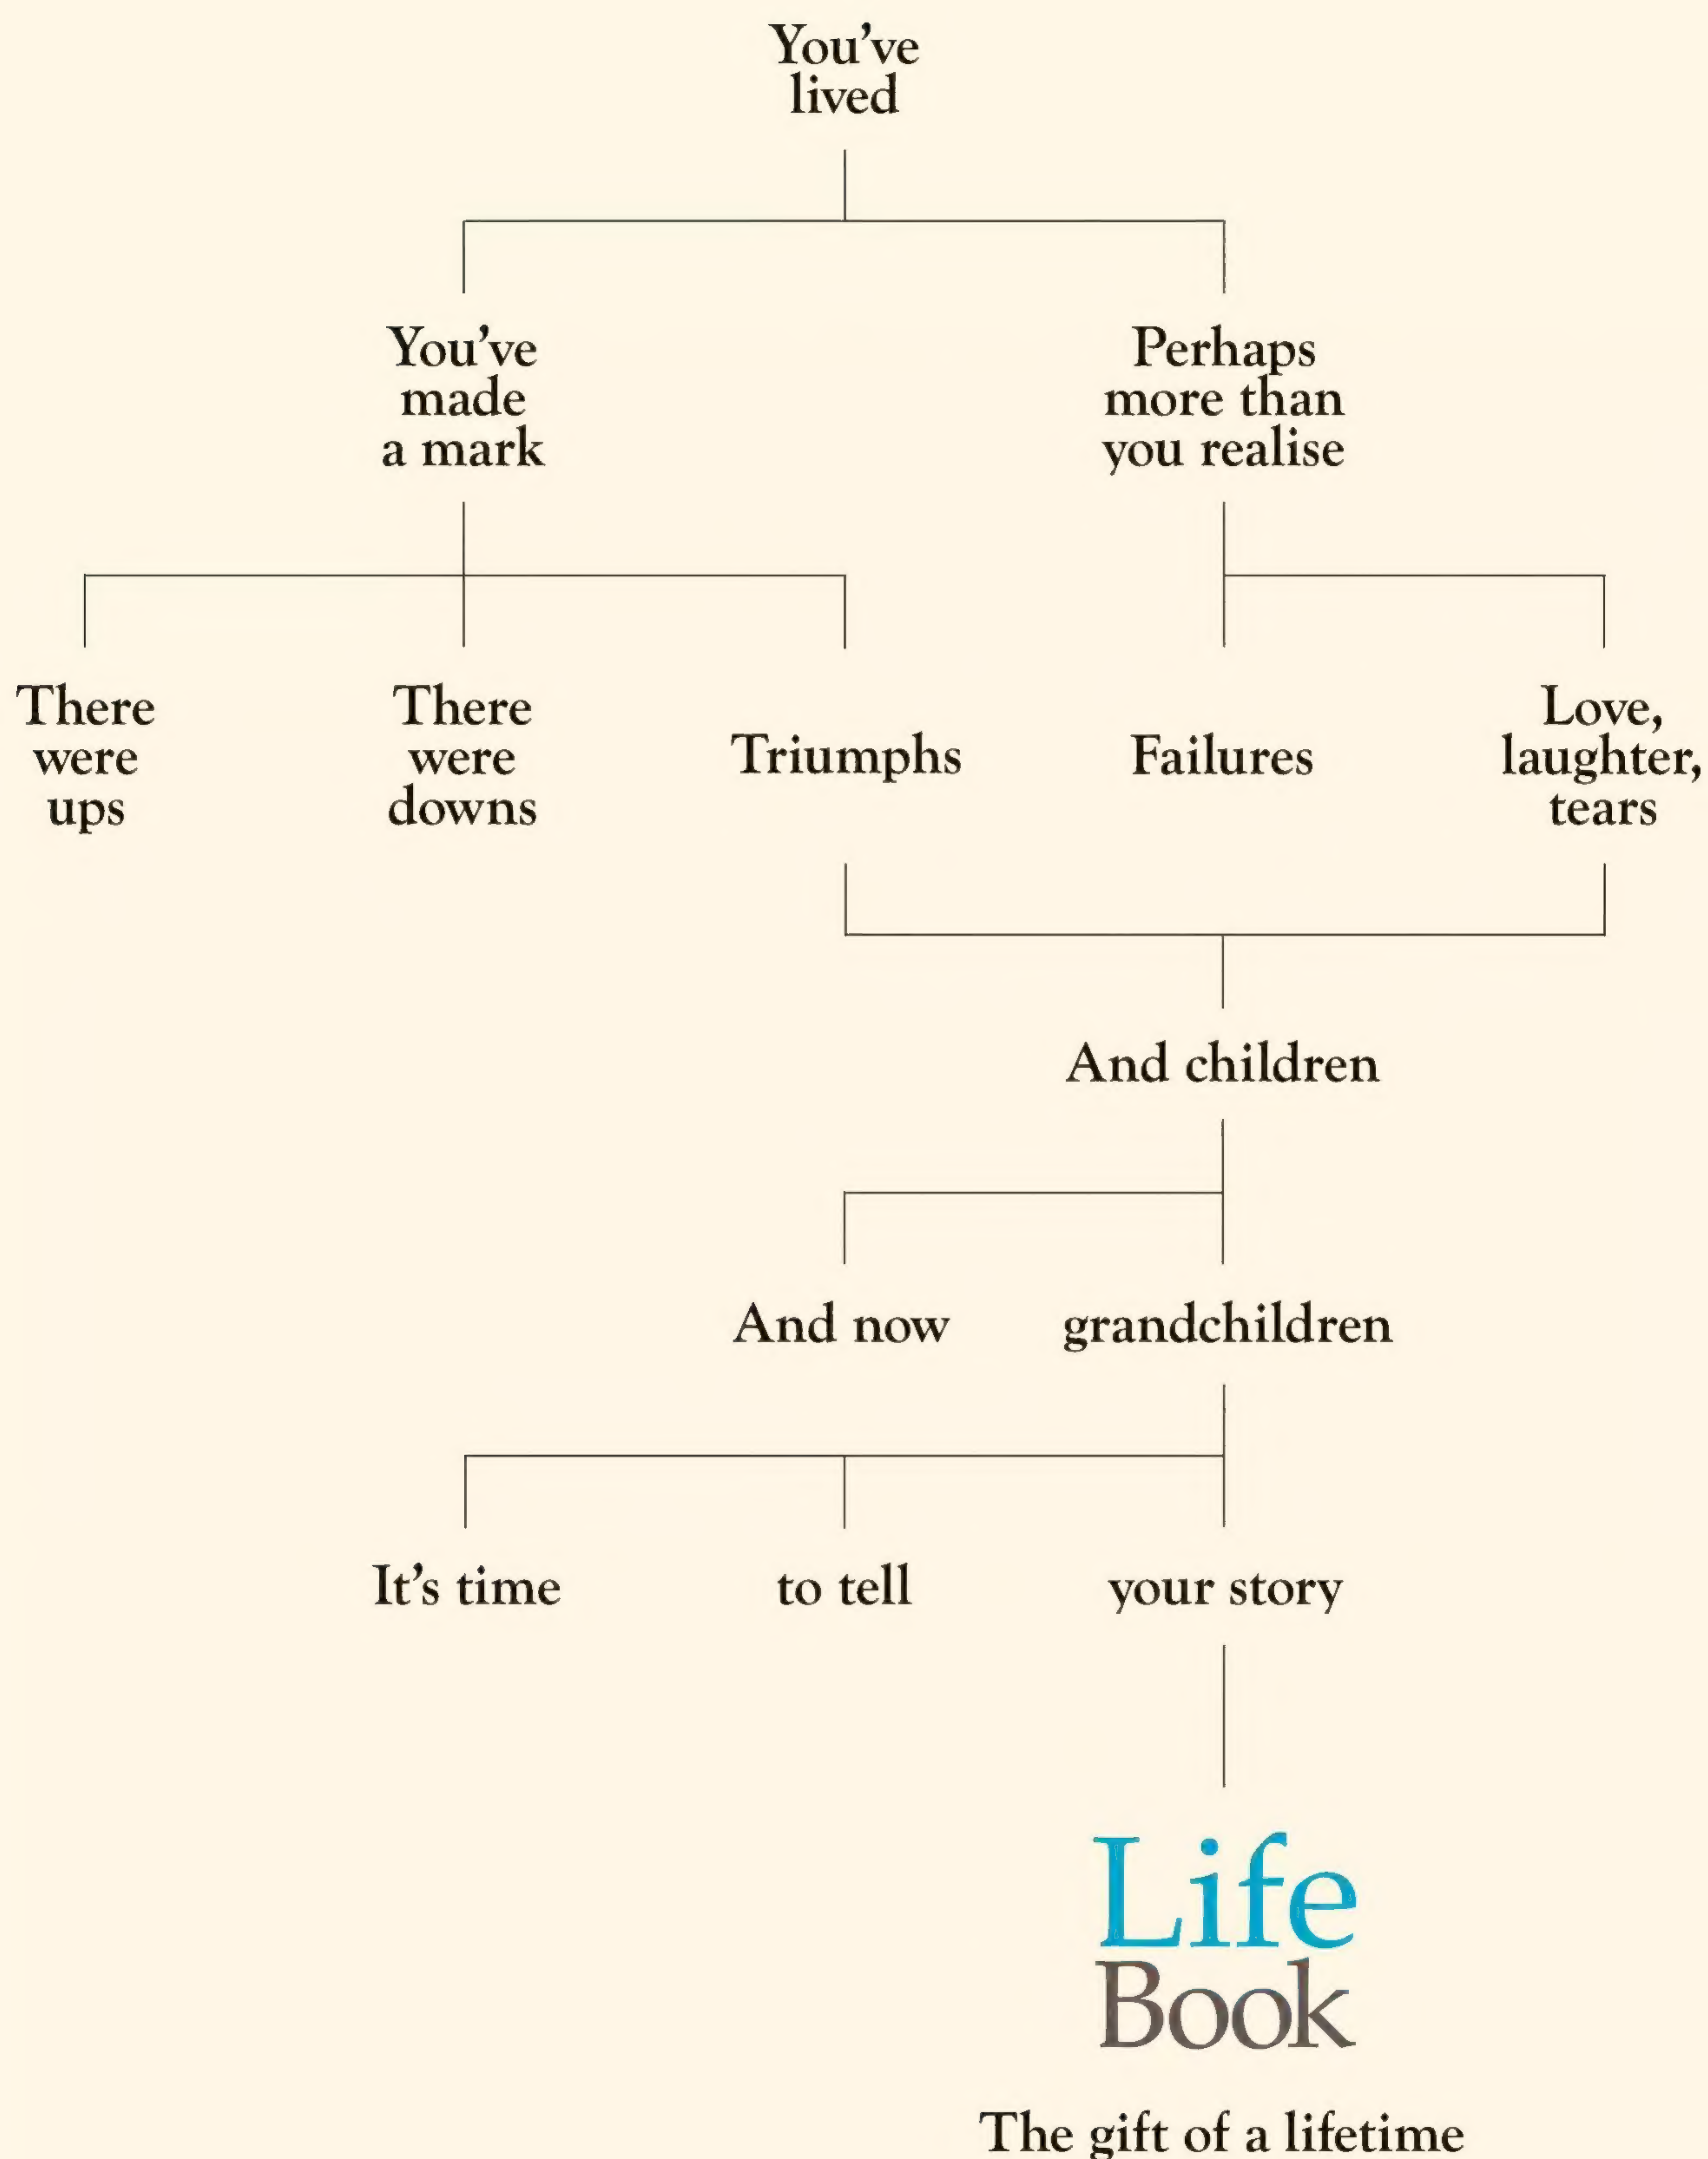 You've
lived
You've
made
a mark
Perhaps
more than
you realise
There
were
ups
There
were
downs
Triumphs
Failures
Love,
laughter,
tears
And children
And now
grandchildren
It's time
to tell
your story
Life
Book
The gift of a lifetime